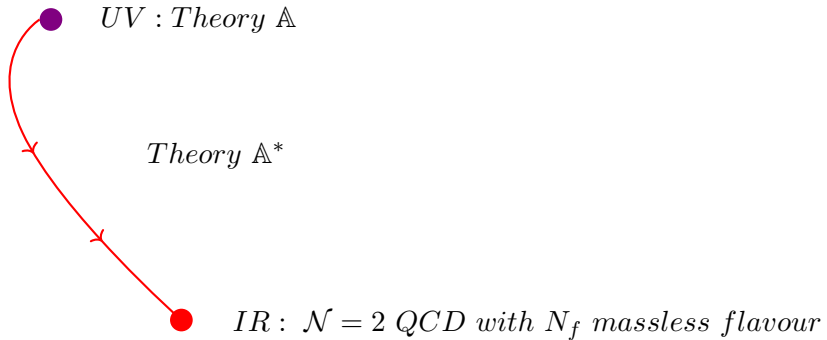 UV : Theory 𝔸
Theory 𝔸*
IR : 𝒩 = 2 QCD with N_f massless flavour